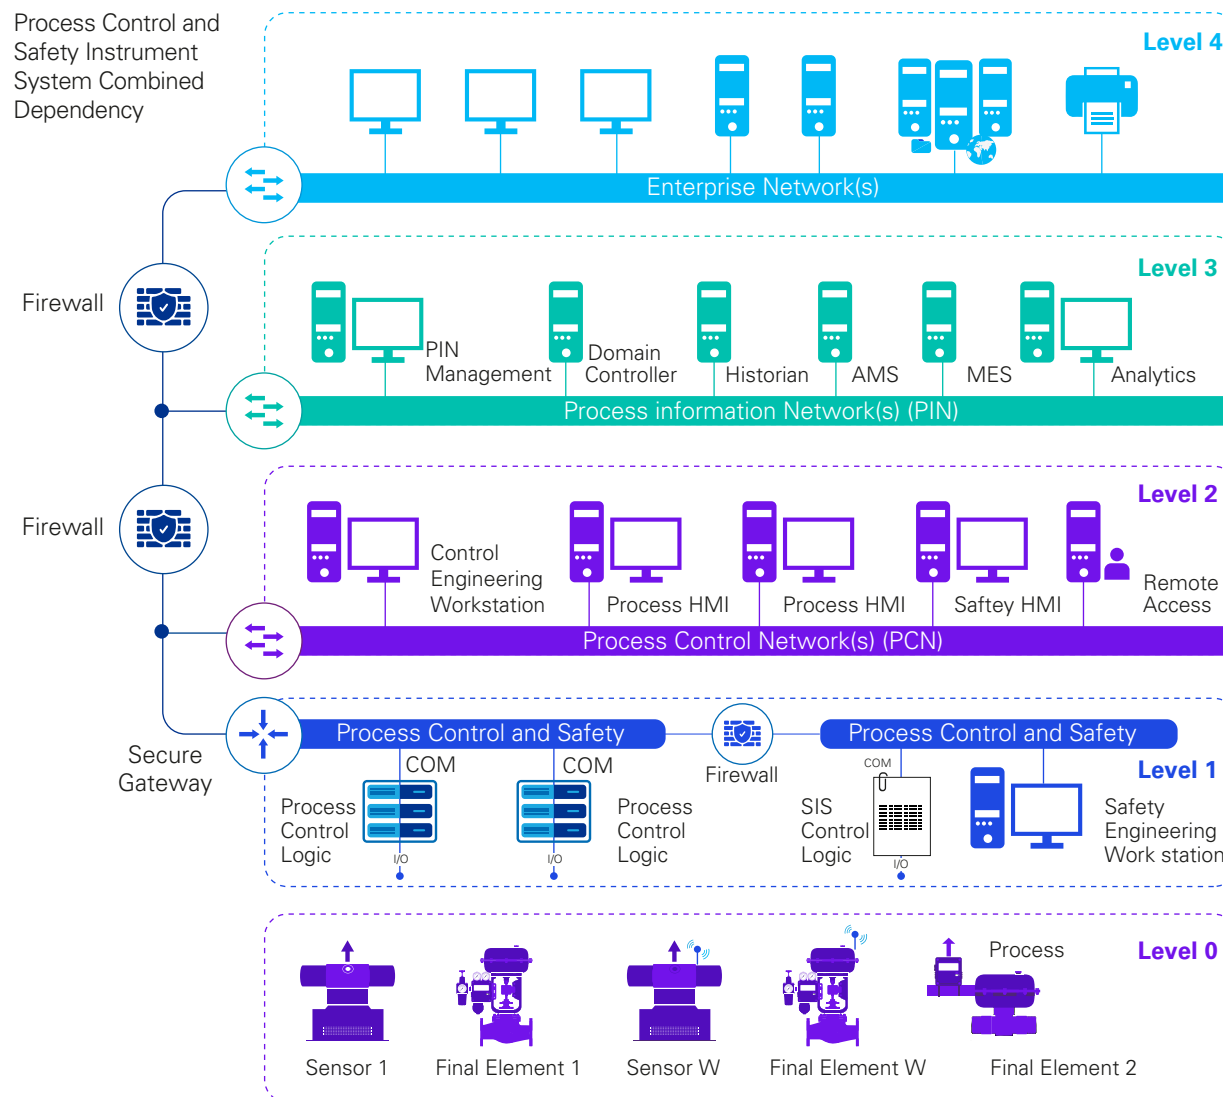 Process Control and
Safety Instrument
System Combined
Dependency
Level 4
Enterprise Network(s)
Level 3
Firewall
PIN
Management
Domain
Controller
Historian
AMS
MES
Analytics
Process information Network(s) (PIN)
Level 2
Firewall
Control
Engineering
Workstation
Process HMI
Process HMI
Saftey HMI
Remote
Access
Process Control Network(s) (PCN)
Secure
Gateway
Process Control and Safety
Firewall
Process Control and Safety
Level 1
COM
COM
COM
Process
Control
Logic
Process
Control
Logic
SIS
Control
Logic
Safety
Engineering
Work station
I/O
I/O
I/O
Level 0
Process
Sensor 1
Final Element 1
Sensor W
Final Element W
Final Element 2